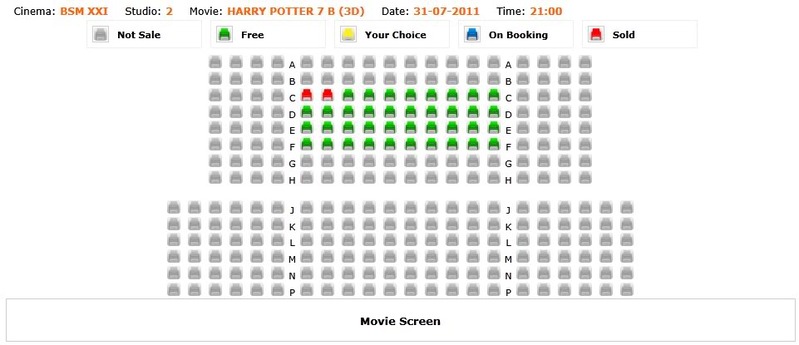 Cinema: BSM XXI Studio: 2 Movie: HARRY POTTER 7 B (3D) Date: 31-07-2011 Time: 21:00
Not Sale Free Your Choice On Booking Sold
A A
B B
C C
D D
E E
F F
G G
H H
J J
K K
L L
M M
N N
P P
Movie Screen